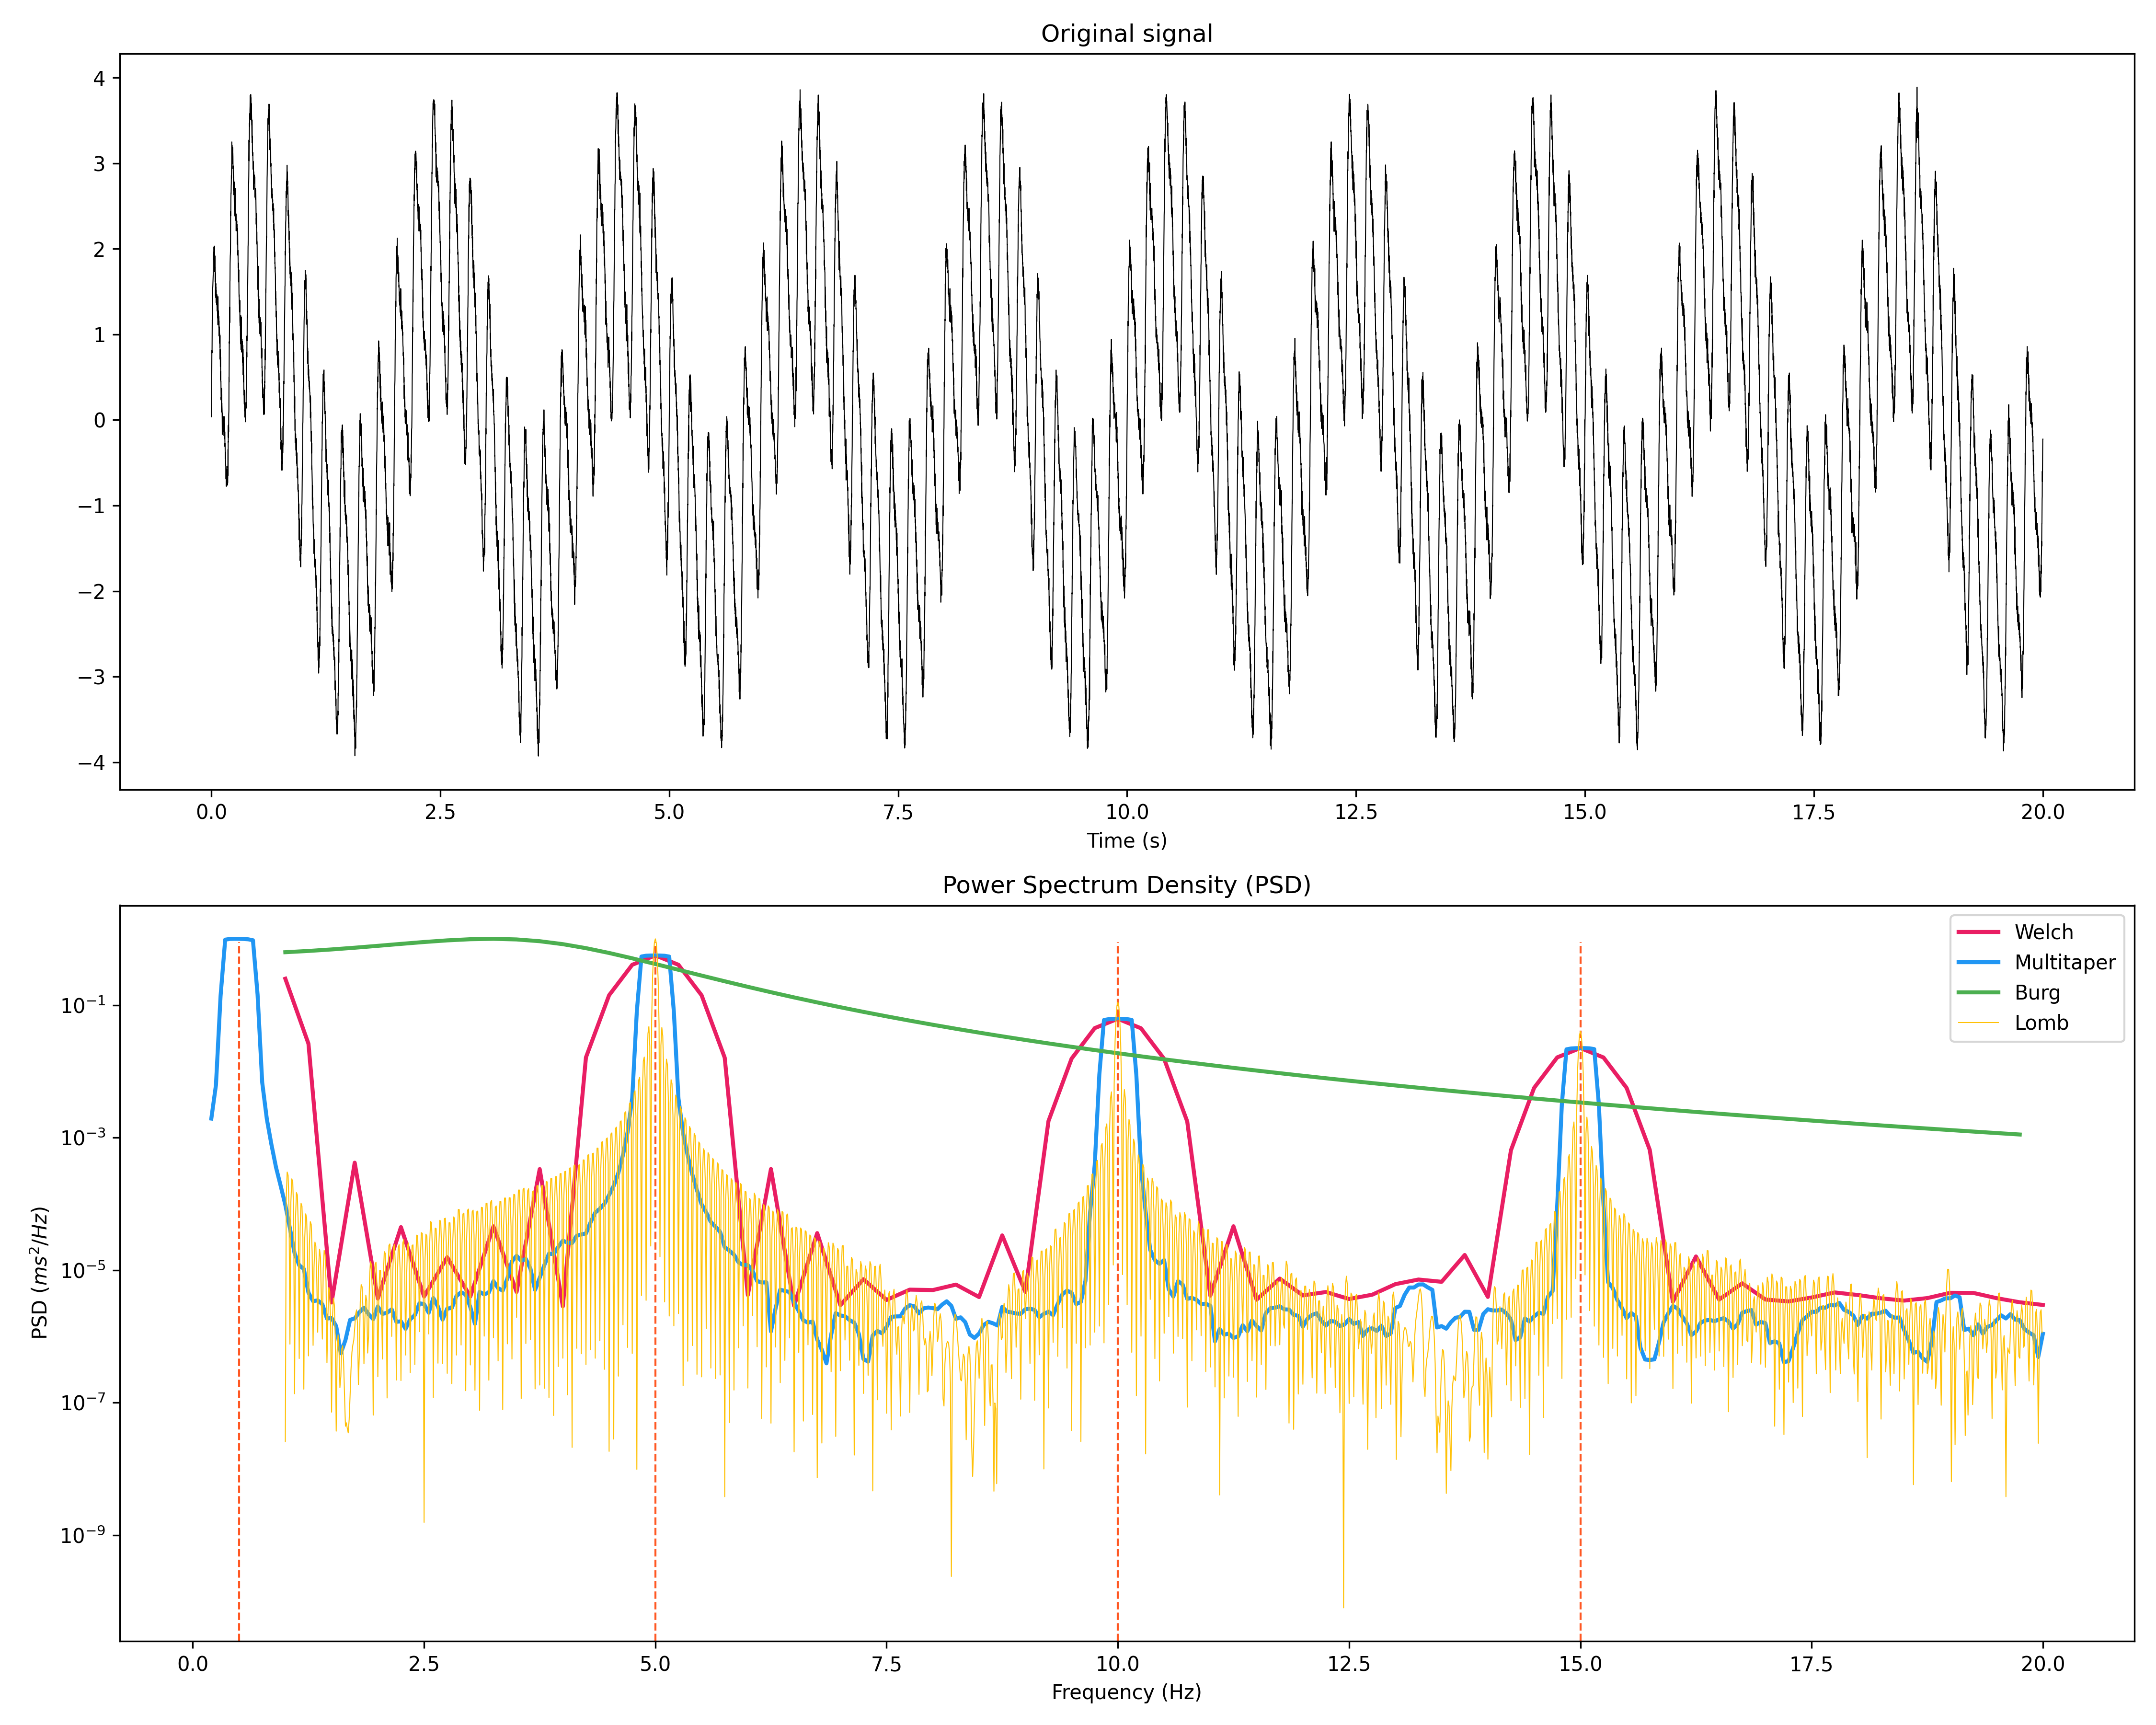 Original signal
4
3
2
1
0
−1
−2
−3
−4
0.0 2.5 5.0 7.5 10.0 12.5 15.0 17.5 20.0
Time (s)
Power Spectrum Density (PSD)
Welch
Multitaper
Burg
Lomb
10⁻¹
10⁻³
10⁻⁵
10⁻⁷
10⁻⁹
PSD (ms²/Hz)
0.0 2.5 5.0 7.5 10.0 12.5 15.0 17.5 20.0
Frequency (Hz)